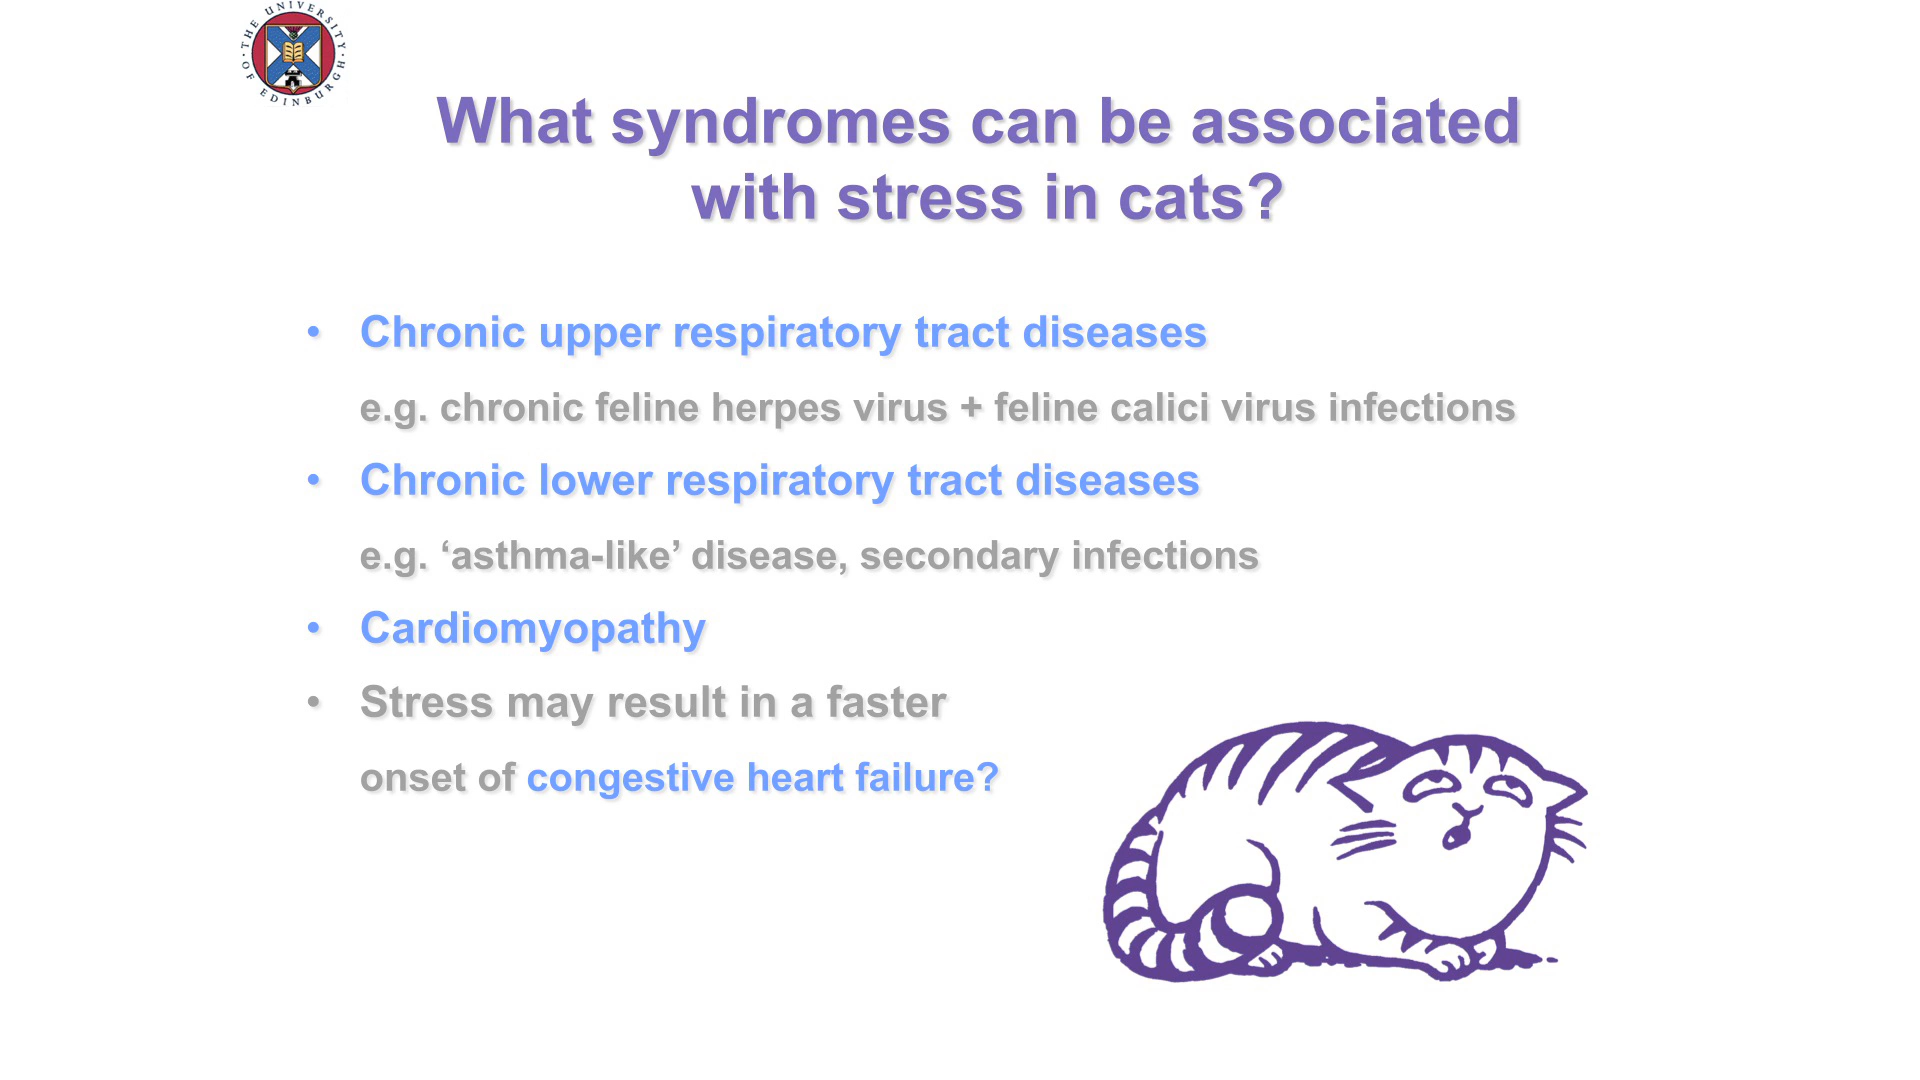 THE UNIVERSITY OF EDINBURGH
What syndromes can be associated
with stress in cats?
• Chronic upper respiratory tract diseases
e.g. chronic feline herpes virus + feline calici virus infections
• Chronic lower respiratory tract diseases
e.g. ‘asthma-like’ disease, secondary infections
• Cardiomyopathy
• Stress may result in a faster
onset of congestive heart failure?